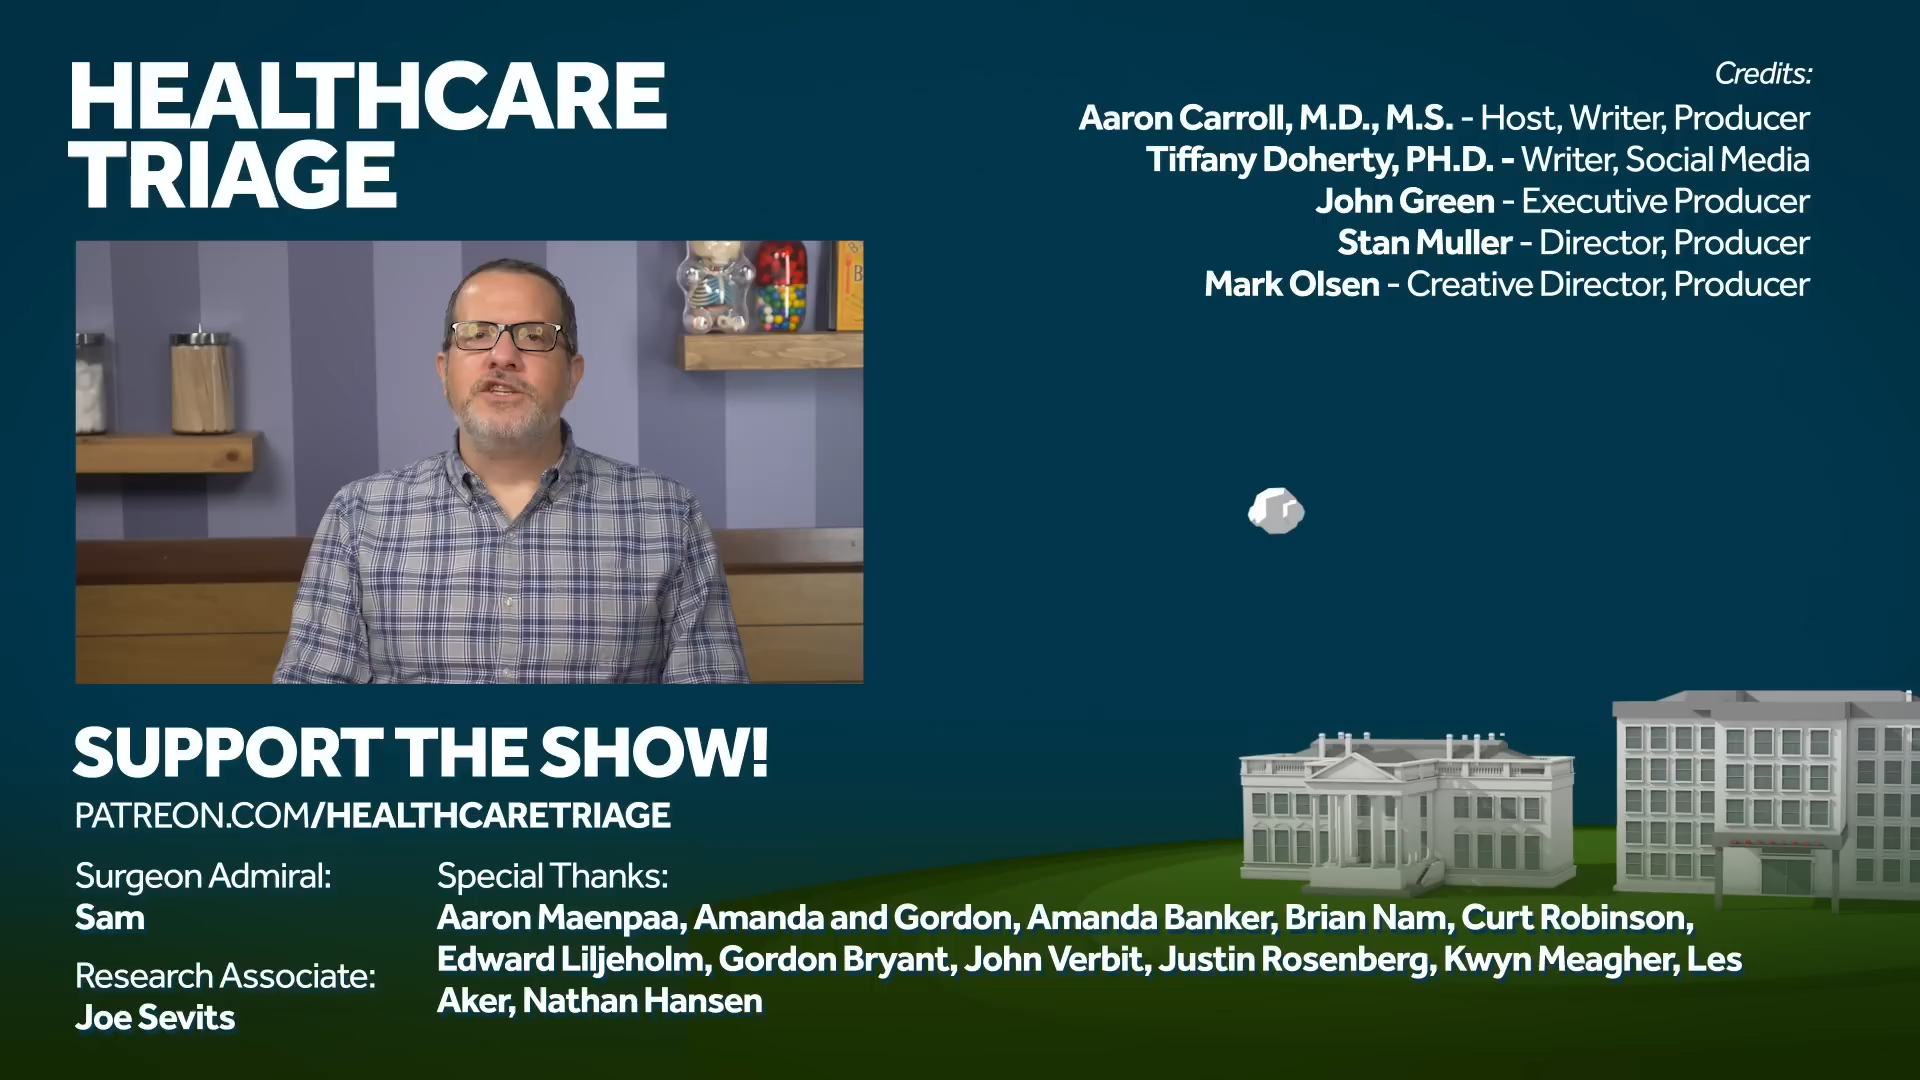 HEALTHCARE
TRIAGE
Credits:
Aaron Carroll, M.D., M.S. - Host, Writer, Producer
Tiffany Doherty, PH.D. - Writer, Social Media
John Green - Executive Producer
Stan Muller - Director, Producer
Mark Olsen - Creative Director, Producer
B
SUPPORT THE SHOW!
PATREON.COM/HEALTHCARETRIAGE
Surgeon Admiral:
Sam
Research Associate:
Joe Sevits
Special Thanks:
Aaron Maenpaa, Amanda and Gordon, Amanda Banker, Brian Nam, Curt Robinson,
Edward Liljeholm, Gordon Bryant, John Verbit, Justin Rosenberg, Kwyn Meagher, Les
Aker, Nathan Hansen